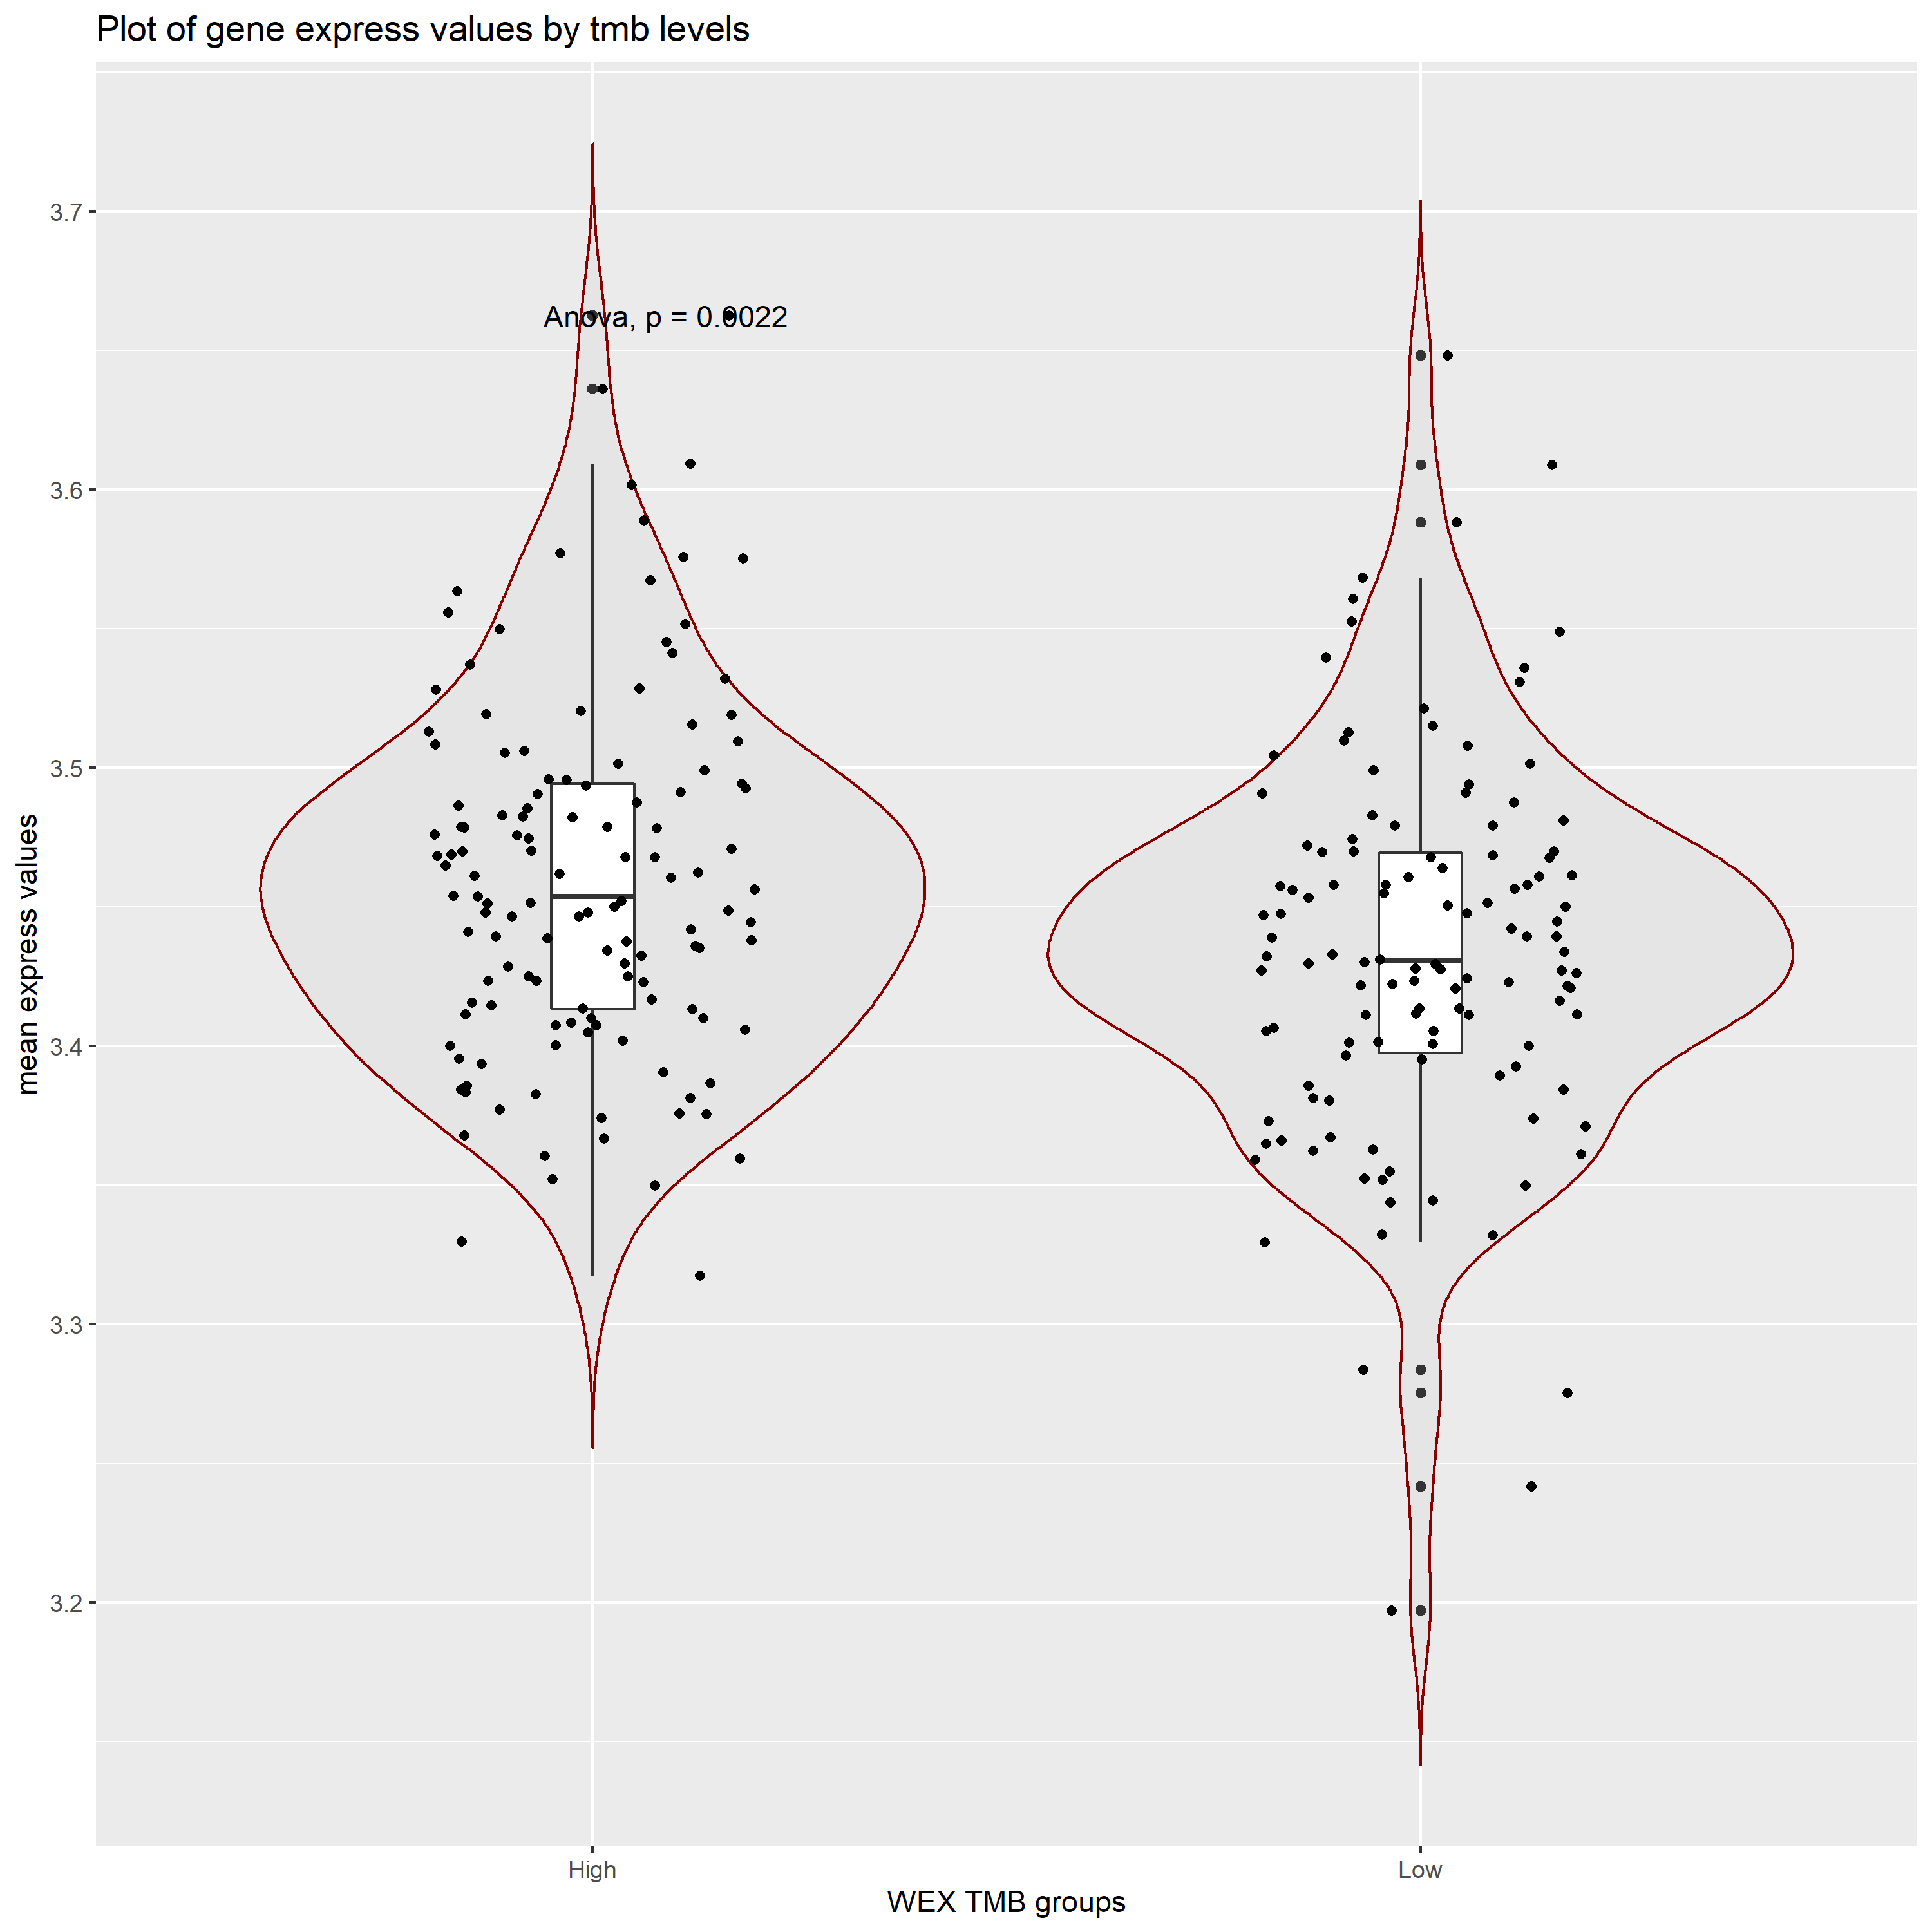 Plot of gene express values by tmb levels
mean express values
3.7
3.6
3.5
3.4
3.3
3.2
Anova, p = 0.0022
High
Low
WEX TMB groups